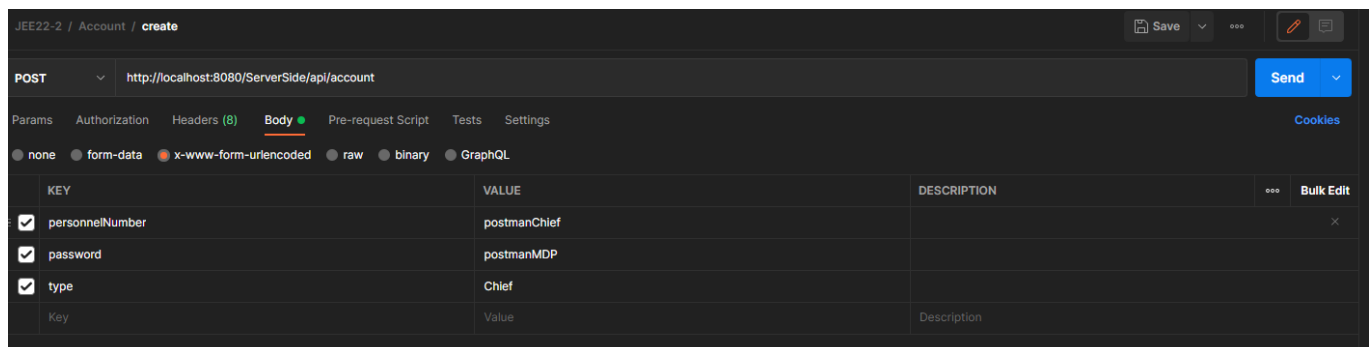 JEE22-2 / Account / create
Save
POST http://localhost:8080/ServerSide/api/account Send
Params Authorization Headers (8) Body Pre-request Script Tests Settings Cookies
none form-data x-www-form-urlencoded raw binary GraphQL
KEY VALUE DESCRIPTION Bulk Edit
personnelNumber postmanChief
password postmanMDP
type Chief
Key Value Description